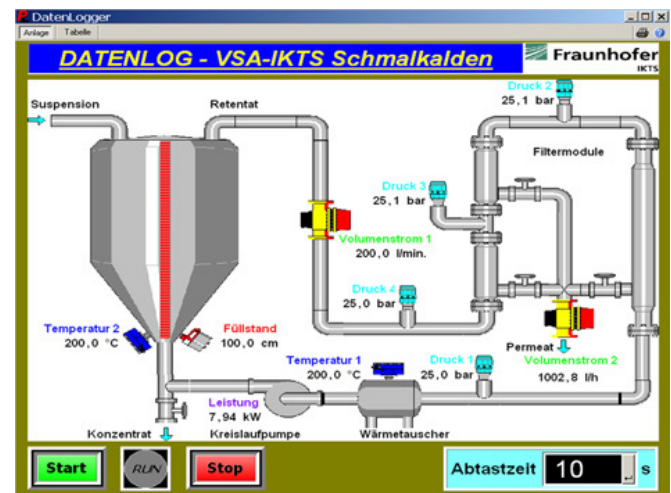 DatenLogger
Anlage Tabelle
DATENLOG - VSA-IKTS Schmalkalden
Fraunhofer
IKTS
Suspension
Retentat
Druck 2
25,1 bar
Filtermodule
Druck 3
25,1 bar
Volumenstrom 1
200,0 l/min.
Druck 4
25,0 bar
Temperatur 2
200,0 °C
Füllstand
100,0 cm
Temperatur 1
200,0 °C
Druck 1
25,0 bar
Permeat
Volumenstrom 2
1002,8 l/h
Leistung
7,94 kW
Konzentrat
Kreislaufpumpe
Wärmetauscher
Start
RUN
Stop
Abtastzeit 10 s